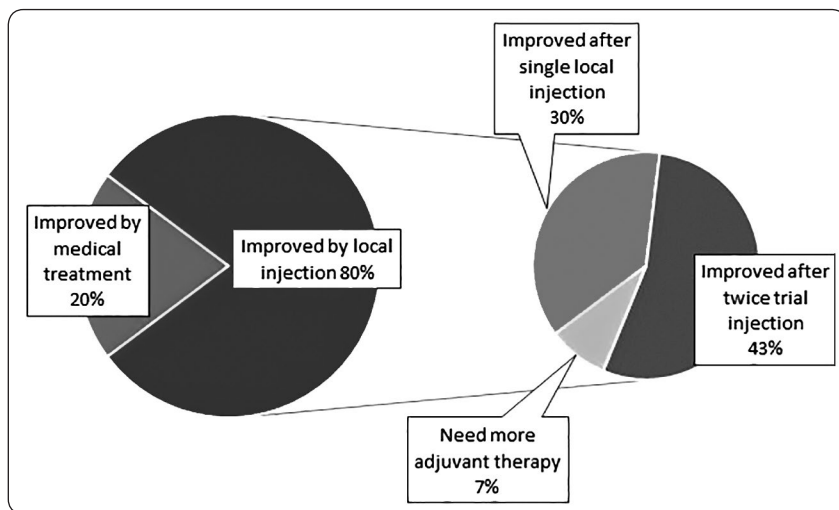 Improved by
medical
treatment
20%
Improved by local
injection 80%
Improved after
single local
injection
30%
Improved after
twice trial
injection
43%
Need more
adjuvant therapy
7%